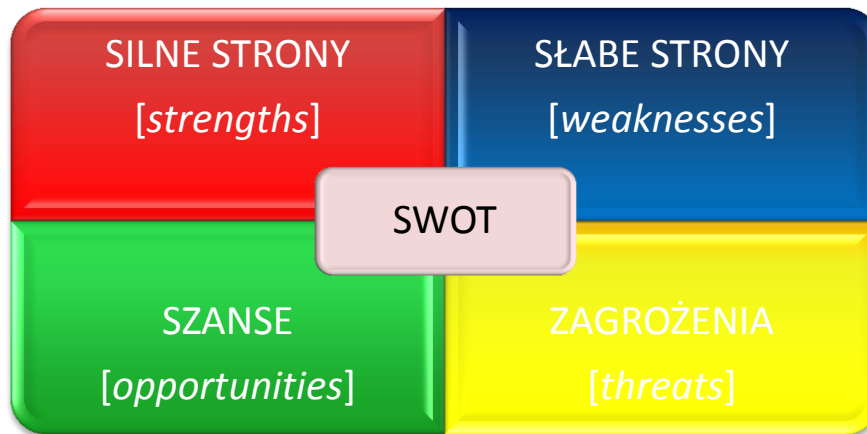 SILNE STRONY
[strengths]
SŁABE STRONY
[weaknesses]
SWOT
SZANSE
[opportunities]
ZAGROŻENIA
[threats]